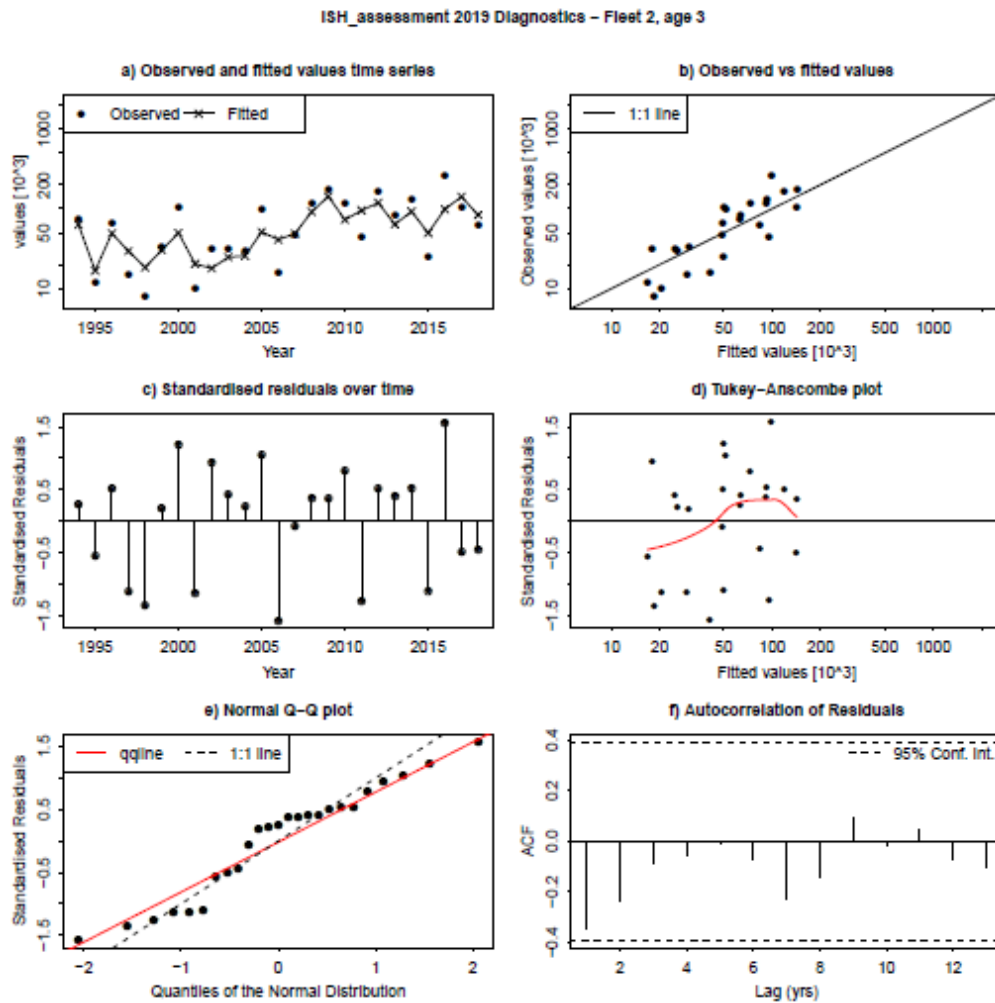 ISH_assessment 2019 Diagnostics – Fleet 2, age 3
a) Observed and fitted values time series
values [10^3]
1000
200
50
10
Observed
Fitted
1995
2000
2005
2010
2015
Year
b) Observed vs fitted values
Observed values [10^3]
1000
200
50
10
1:1 line
10
20
50
100
200
500
1000
Fitted values [10^3]
c) Standardised residuals over time
Standardised Residuals
1.5
0.5
−0.5
−1.5
1995
2000
2005
2010
2015
Year
d) Tukey−Anscombe plot
Standardised Residuals
1.5
0.5
−0.5
−1.5
10
20
50
100
200
500
1000
Fitted values [10^3]
e) Normal Q−Q plot
Standardised Residuals
1.5
0.5
−0.5
−1.5
qqline
1:1 line
−2
−1
0
1
2
Quantiles of the Normal Distribution
f) Autocorrelation of Residuals
ACF
0.4
0.2
0.0
−0.2
−0.4
95% Conf. Int.
2
4
6
8
10
12
Lag (yrs)